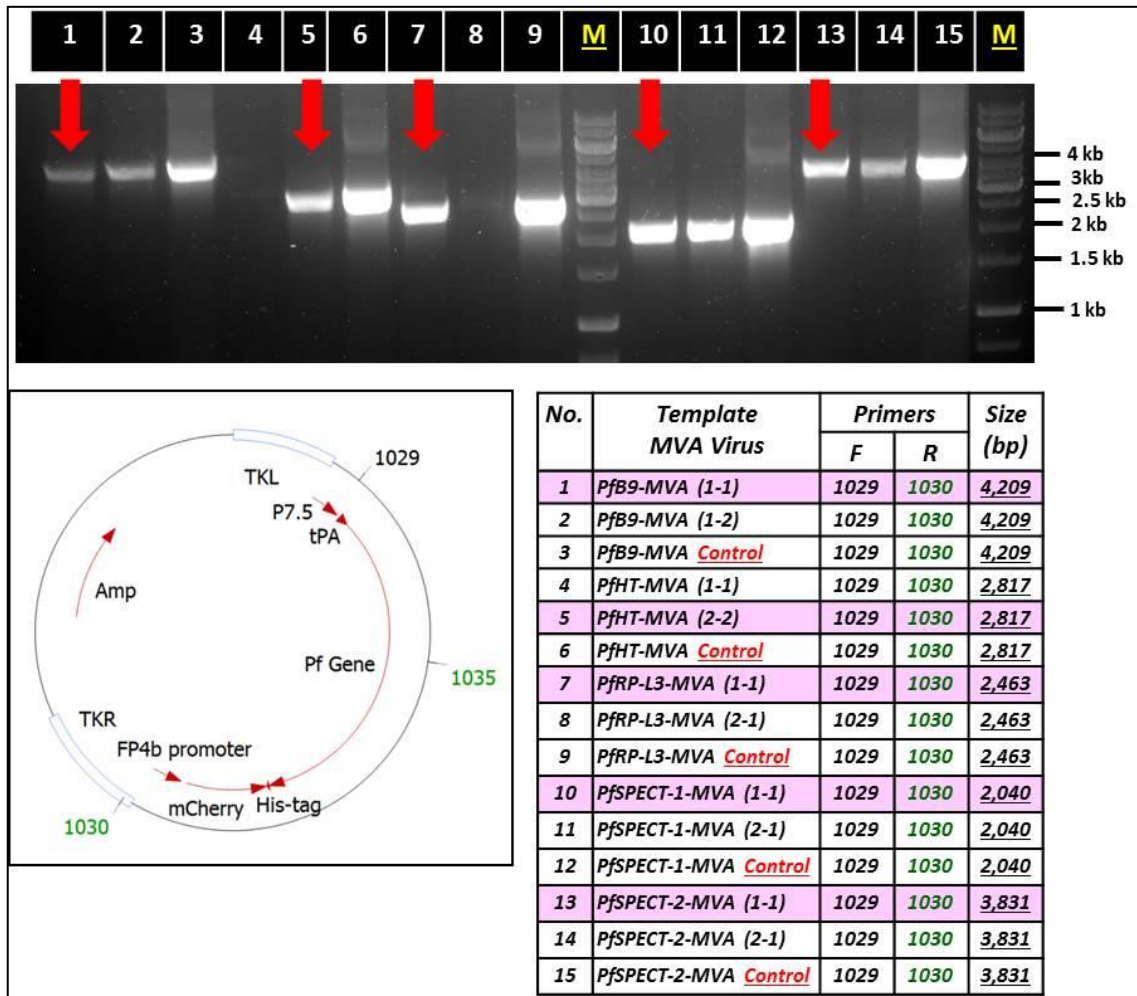 1 2 3 4 5 6 7 8 9 M 10 11 12 13 14 15 M
4 kb
3kb
2.5 kb
2 kb
1.5 kb
1 kb
TKL
1029
P7.5
tPA
Amp
Pf Gene
1035
TKR
FP4b promoter
mCherry His-tag
1030
No. Template MVA Virus Primers Size (bp)
F R
1 PfB9-MVA (1-1) 1029 1030 4,209
2 PfB9-MVA (1-2) 1029 1030 4,209
3 PfB9-MVA Control 1029 1030 4,209
4 PfHT-MVA (1-1) 1029 1030 2,817
5 PfHT-MVA (2-2) 1029 1030 2,817
6 PfHT-MVA Control 1029 1030 2,817
7 PfRP-L3-MVA (1-1) 1029 1030 2,463
8 PfRP-L3-MVA (2-1) 1029 1030 2,463
9 PfRP-L3-MVA Control 1029 1030 2,463
10 PfSPECT-1-MVA (1-1) 1029 1030 2,040
11 PfSPECT-1-MVA (2-1) 1029 1030 2,040
12 PfSPECT-1-MVA Control 1029 1030 2,040
13 PfSPECT-2-MVA (1-1) 1029 1030 3,831
14 PfSPECT-2-MVA (2-1) 1029 1030 3,831
15 PfSPECT-2-MVA Control 1029 1030 3,831